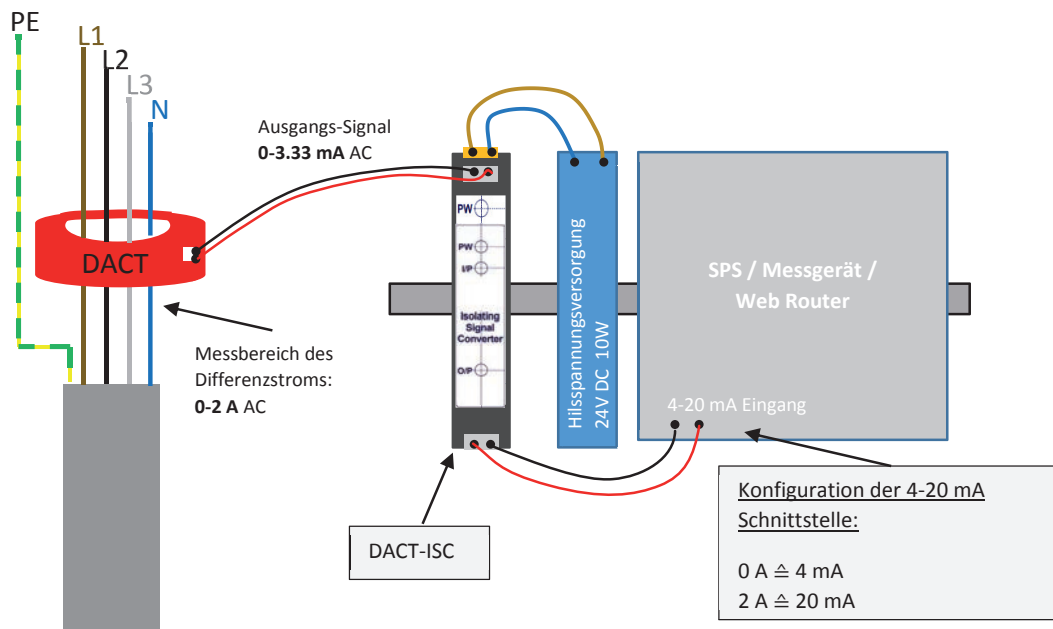 PE
L1
L2
L3
N
Ausgangs-Signal
0-3.33 mA AC
DACT
Messbereich des
Differenzstroms:
0-2 A AC
PW
PW
I/P
Isolating
Signal
Converter
O/P
Hilsspannungsversorgung
24V DC 10W
SPS / Messgerät /
Web Router
4-20 mA Eingang
DACT-ISC
Konfiguration der 4-20 mA
Schnittstelle:
0 A ≙ 4 mA
2 A ≙ 20 mA